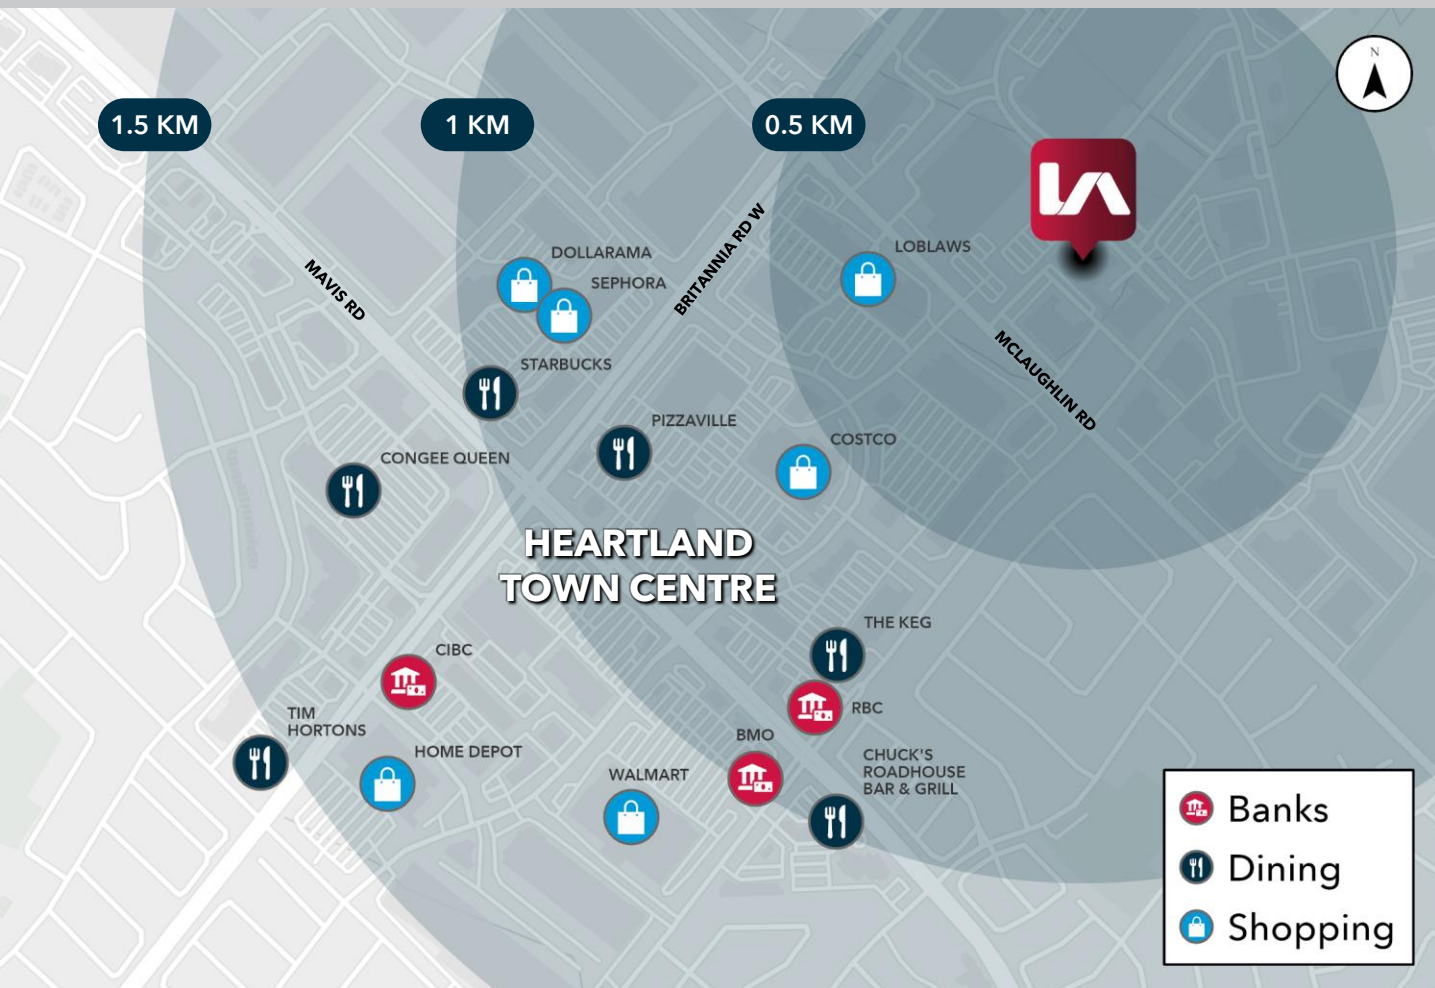 N
1.5 KM
1 KM
0.5 KM
LA
MAVIS RD
BRITANNIA RD W
MCLAUGHLIN RD
DOLLARAMA
SEPHORA
LOBLAWS
STARBUCKS
PIZZAVILLE
COSTCO
CONGEE QUEEN
HEARTLAND
TOWN CENTRE
THE KEG
CIBC
RBC
TIM
HORTONS
BMO
HOME DEPOT
WALMART
CHUCK'S
ROADHOUSE
BAR & GRILL
Banks
Dining
Shopping